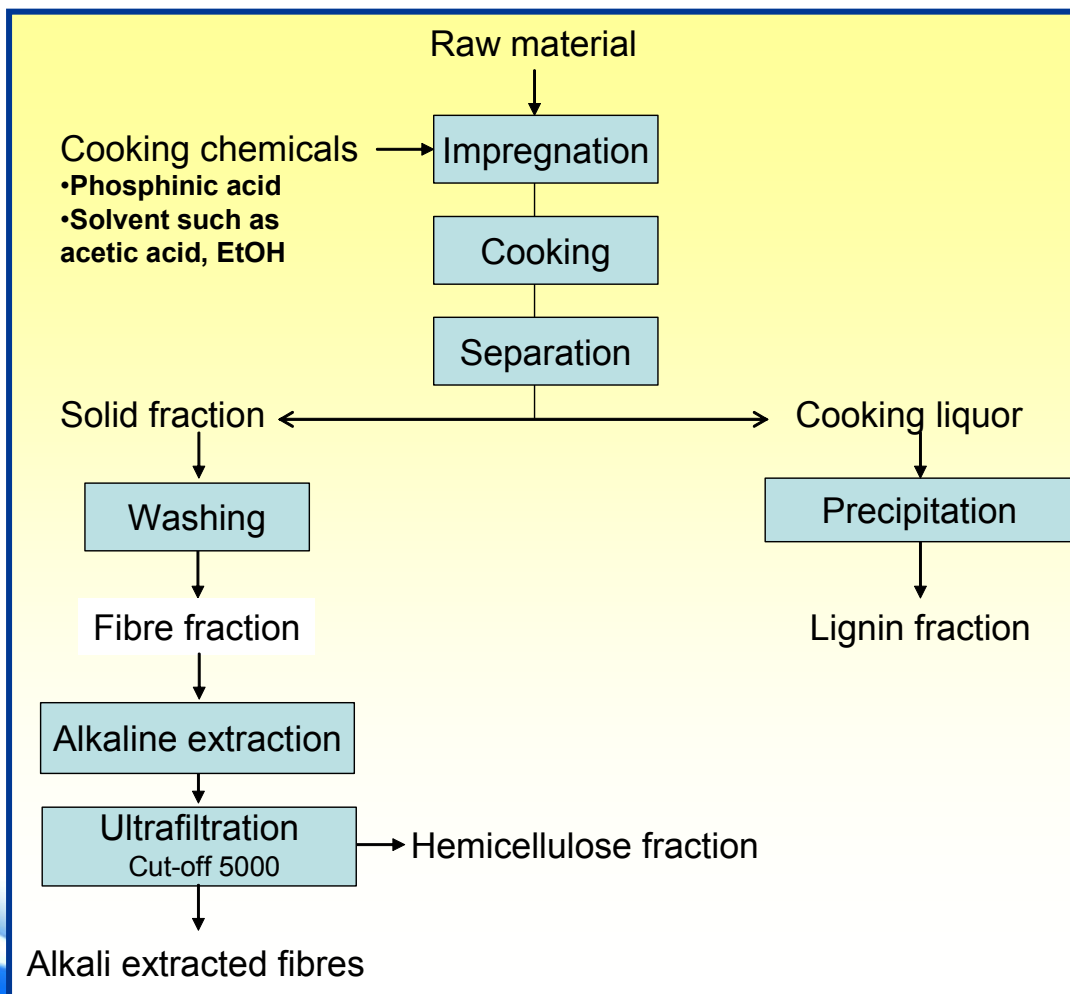 Raw material
Cooking chemicals
•Phosphinic acid
•Solvent such as
acetic acid, EtOH
Impregnation
Cooking
Separation
Solid fraction
Cooking liquor
Washing
Precipitation
Fibre fraction
Lignin fraction
Alkaline extraction
Ultrafiltration
Cut-off 5000
Hemicellulose fraction
Alkali extracted fibres